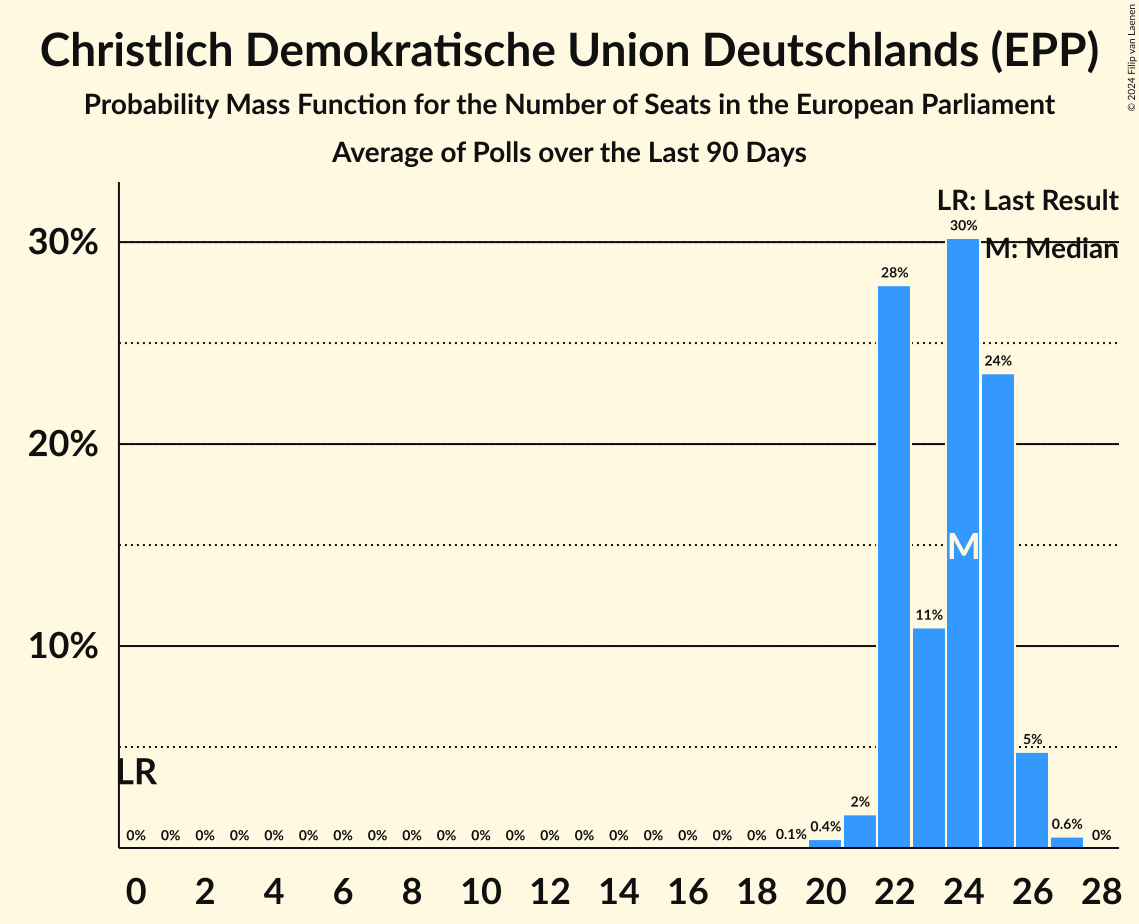 Christlich Demokratische Union Deutschlands (EPP)
Probability Mass Function for the Number of Seats in the European Parliament
Average of Polls over the Last 90 Days
© 2024 Filip van Laenen
LR: Last Result
M: Median
30%
20%
10%
30%
28%
24%
M
11%
5%
LR
0% 0% 0% 0% 0% 0% 0% 0% 0% 0% 0% 0% 0% 0% 0% 0% 0% 0% 0% 0.1% 0.4% 2% 0.6% 0%
0 2 4 6 8 10 12 14 16 18 20 22 24 26 28